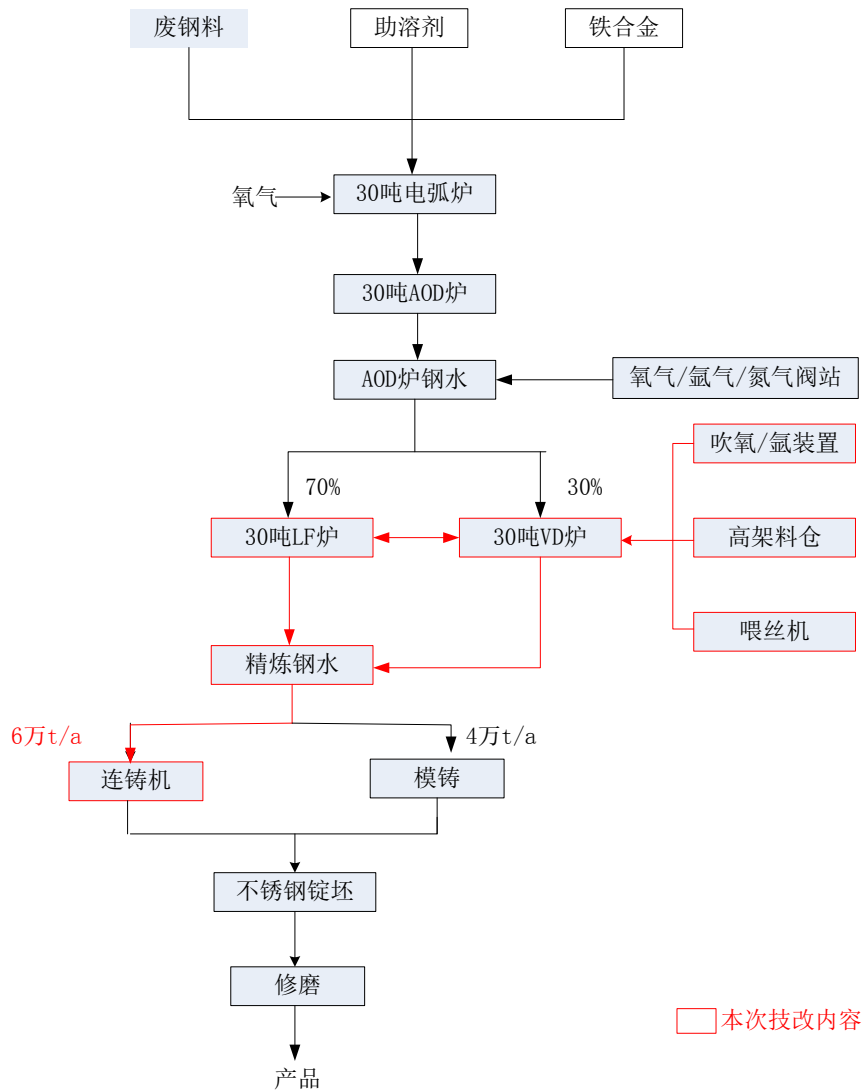 废钢料
助溶剂
铁合金
氧气
30吨电弧炉
30吨AOD炉
AOD炉钢水
氧气/氩气/氮气阀站
吹氧/氩装置
70%
30%
30吨LF炉
30吨VD炉
高架料仓
喂丝机
精炼钢水
6万t/a
4万t/a
连铸机
模铸
不锈钢锭坯
修磨
本次技改内容
产品